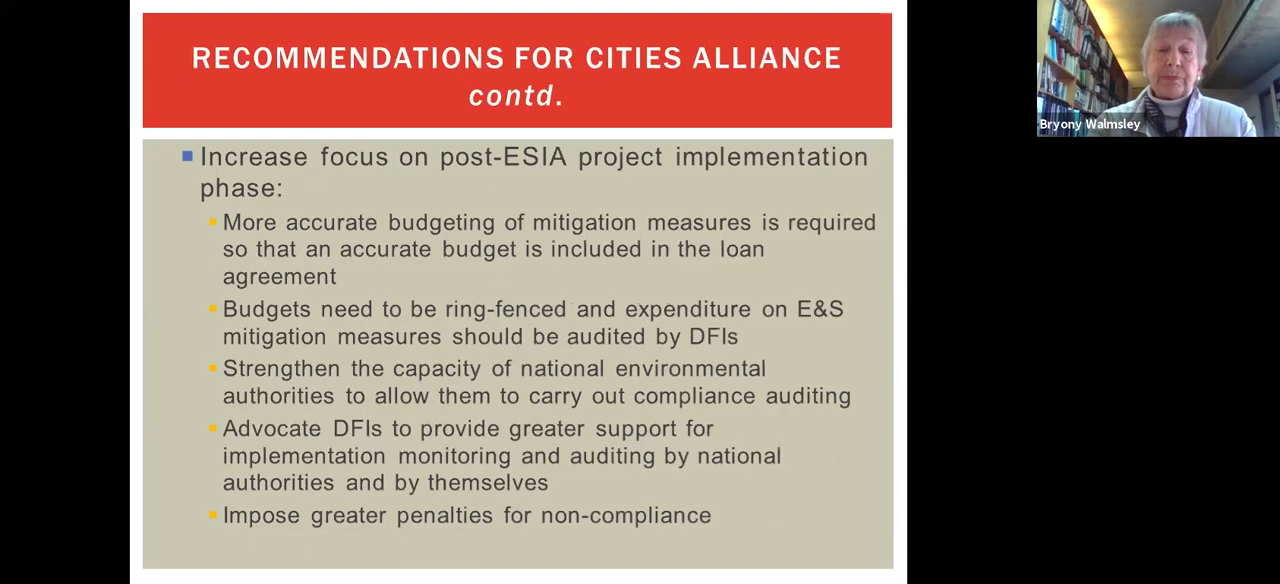 RECOMMENDATIONS FOR CITIES ALLIANCE
contd.
Increase focus on post-ESIA project implementation
phase:
More accurate budgeting of mitigation measures is required
so that an accurate budget is included in the loan
agreement
Budgets need to be ring-fenced and expenditure on E&S
mitigation measures should be audited by DFIs
Strengthen the capacity of national environmental
authorities to allow them to carry out compliance auditing
Advocate DFIs to provide greater support for
implementation monitoring and auditing by national
authorities and by themselves
Impose greater penalties for non-compliance
Bryony Walmsley